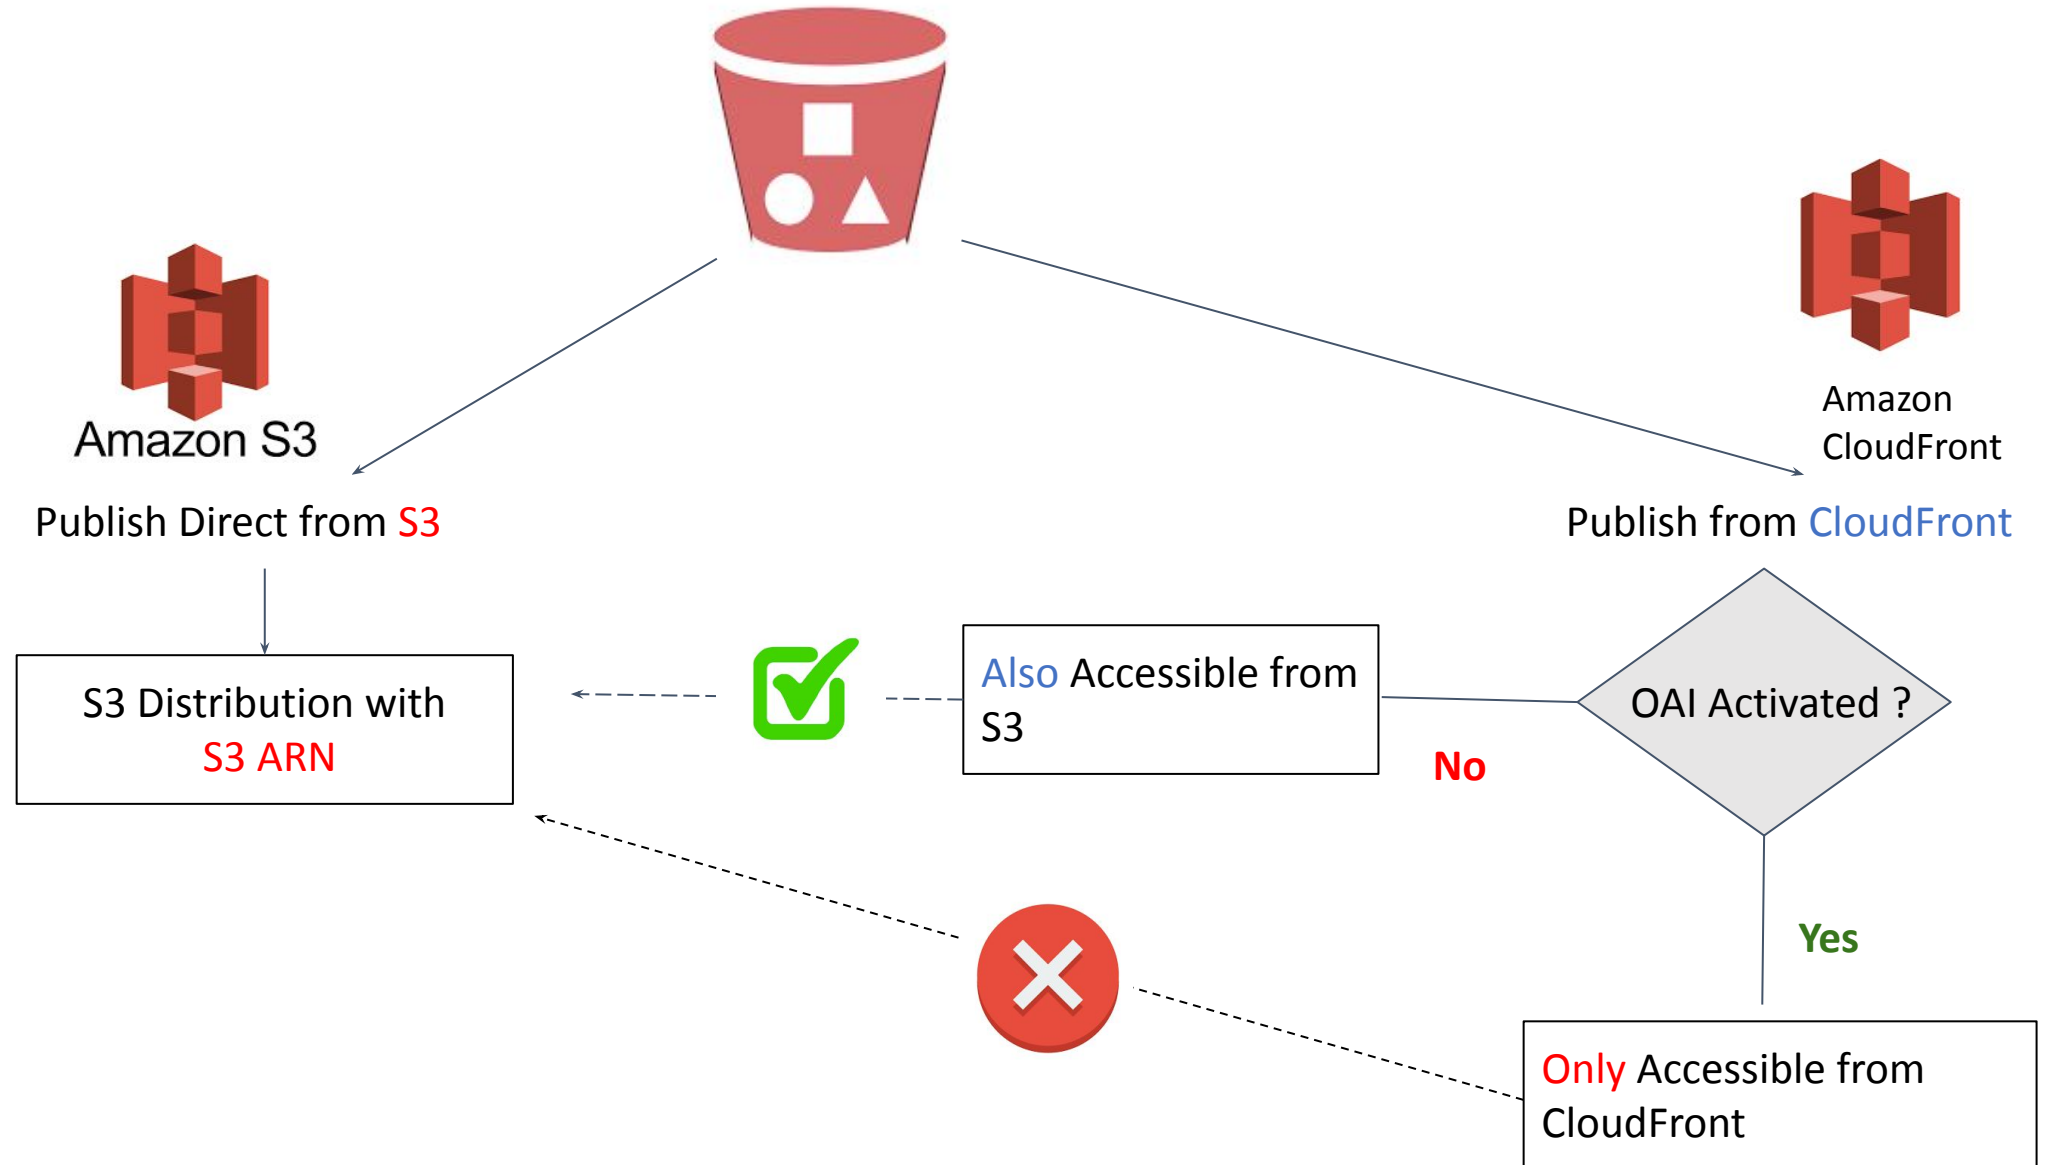 Amazon S3
Amazon
CloudFront
Publish Direct from S3
Publish from CloudFront
S3 Distribution with
S3 ARN
Also Accessible from
S3
OAI Activated ?
No
Yes
Only Accessible from
CloudFront